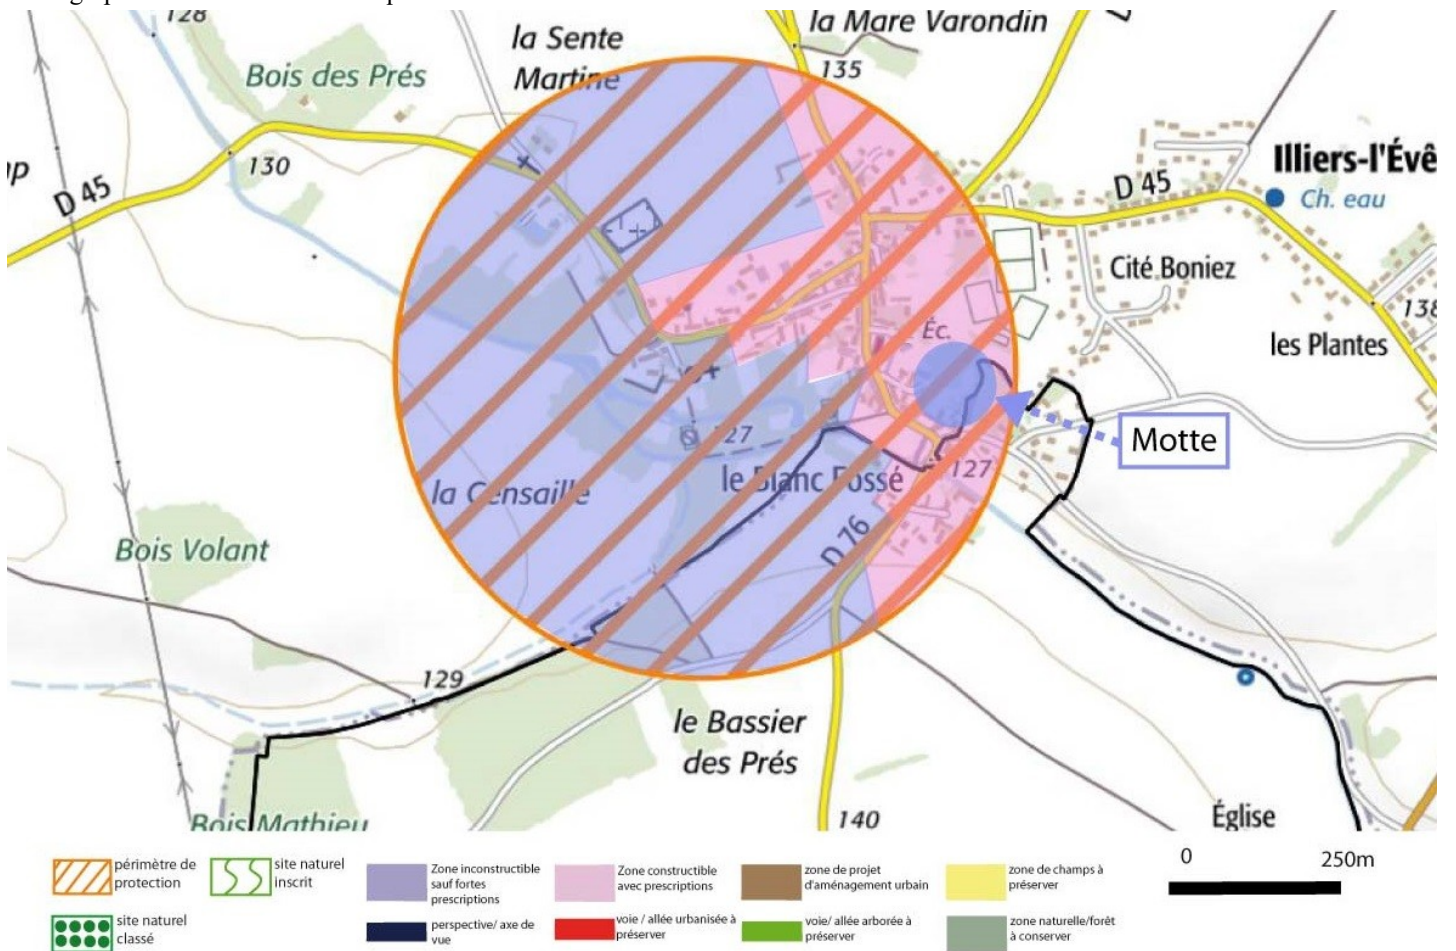 128
la Sente
Martine
la Mare Varondin
Bois des Prés
135
130
D 45
D 45
Illiers-l'Évê
Ch. eau
Cité Boniez
138
les Plantes
Éc.
Motte
127
127
la Censaille
le Blanc Fossé
D 76
Bois Volant
129
le Bassier
des Prés
140
Église
Bois Mathieu
périmètre de
protection
site naturel
inscrit
Zone inconstructible
sauf fortes
prescriptions
Zone constructible
avec prescriptions
zone de projet
d'aménagement urbain
zone de champs à
préserver
0
250m
site naturel
classé
perspective/ axe de
vue
voie / allée urbanisée à
préserver
voie/ allée arborée à
préserver
zone naturelle/forêt
à conserver